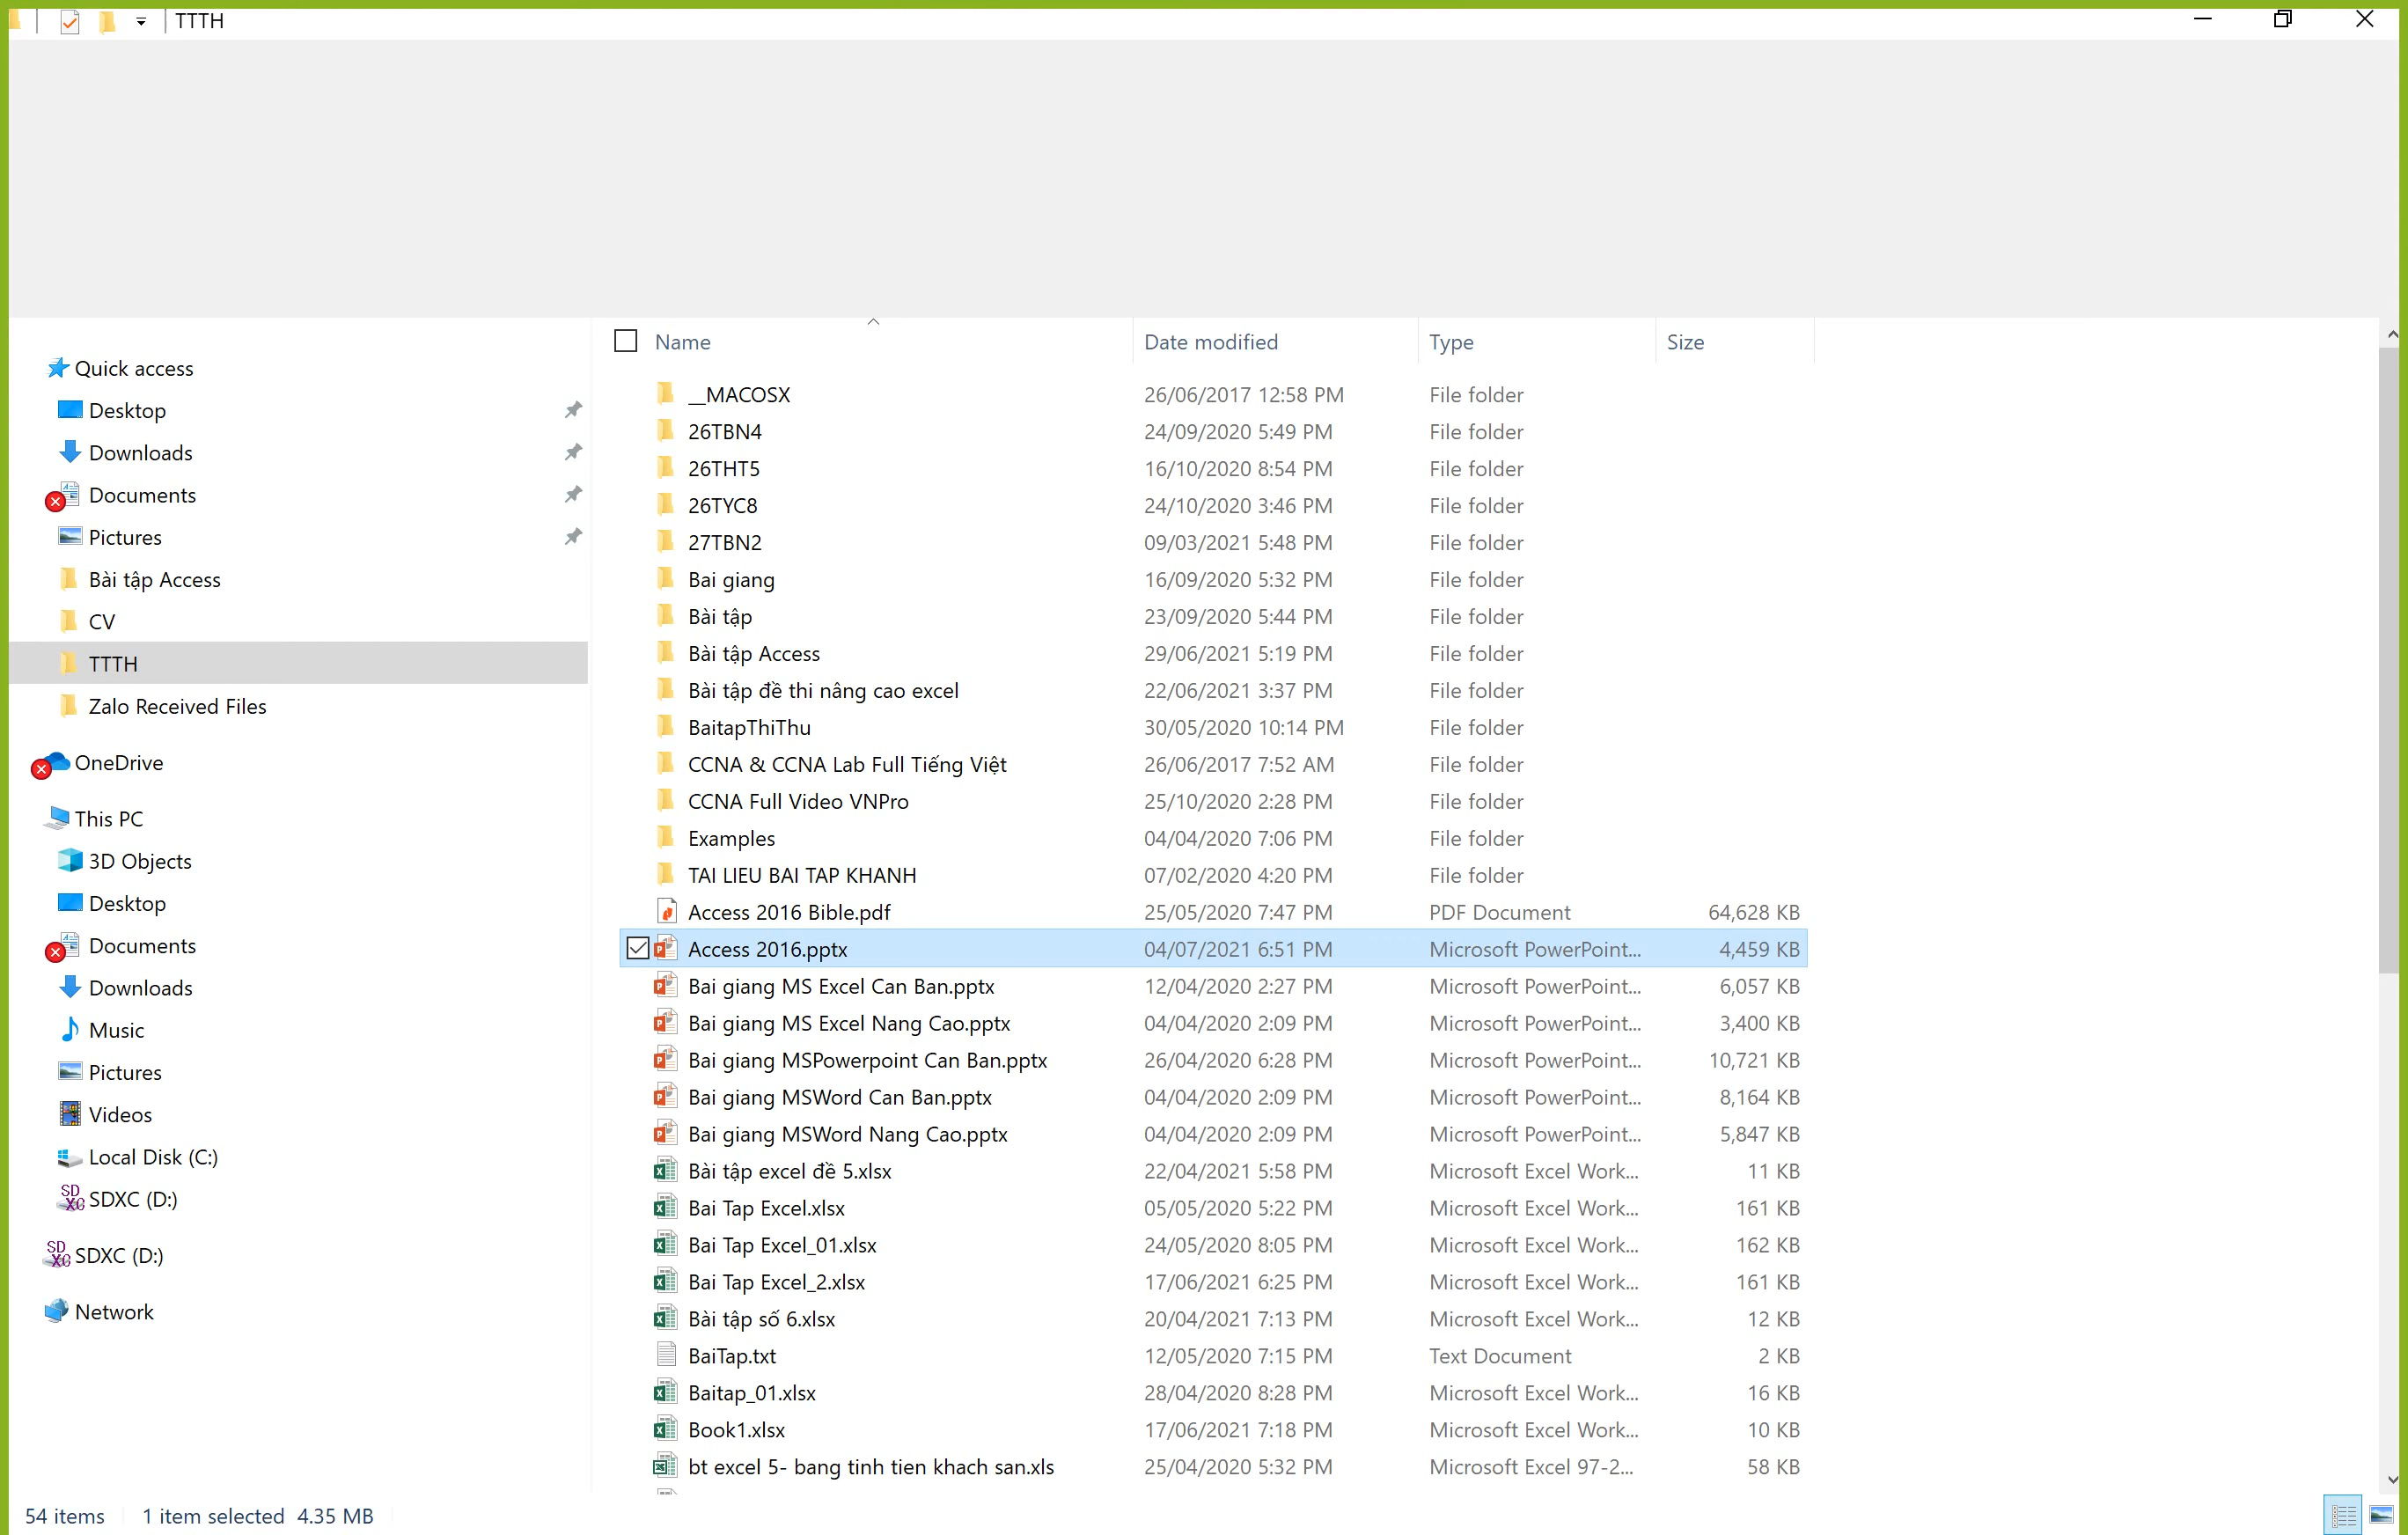 TTTH
Name Date modified Type Size
Quick access
Desktop
Downloads
Documents
Pictures
Bài tập Access
CV
TTTH
Zalo Received Files
OneDrive
This PC
3D Objects
Desktop
Documents
Downloads
Music
Pictures
Videos
Local Disk (C:)
SDXC (D:)
SDXC (D:)
Network
__MACOSX 26/06/2017 12:58 PM File folder
26TBN4 24/09/2020 5:49 PM File folder
26THT5 16/10/2020 8:54 PM File folder
26TYC8 24/10/2020 3:46 PM File folder
27TBN2 09/03/2021 5:48 PM File folder
Bai giang 16/09/2020 5:32 PM File folder
Bài tập 23/09/2020 5:44 PM File folder
Bài tập Access 29/06/2021 5:19 PM File folder
Bài tập đề thi nâng cao excel 22/06/2021 3:37 PM File folder
BaitapThiThu 30/05/2020 10:14 PM File folder
CCNA & CCNA Lab Full Tiếng Việt 26/06/2017 7:52 AM File folder
CCNA Full Video VNPro 25/10/2020 2:28 PM File folder
Examples 04/04/2020 7:06 PM File folder
TAI LIEU BAI TAP KHANH 07/02/2020 4:20 PM File folder
Access 2016 Bible.pdf 25/05/2020 7:47 PM PDF Document 64,628 KB
Access 2016.pptx 04/07/2021 6:51 PM Microsoft PowerPoint... 4,459 KB
Bai giang MS Excel Can Ban.pptx 12/04/2020 2:27 PM Microsoft PowerPoint... 6,057 KB
Bai giang MS Excel Nang Cao.pptx 04/04/2020 2:09 PM Microsoft PowerPoint... 3,400 KB
Bai giang MSPowerpoint Can Ban.pptx 26/04/2020 6:28 PM Microsoft PowerPoint... 10,721 KB
Bai giang MSWord Can Ban.pptx 04/04/2020 2:09 PM Microsoft PowerPoint... 8,164 KB
Bai giang MSWord Nang Cao.pptx 04/04/2020 2:09 PM Microsoft PowerPoint... 5,847 KB
Bài tập excel đề 5.xlsx 22/04/2021 5:58 PM Microsoft Excel Work... 11 KB
Bai Tap Excel.xlsx 05/05/2020 5:22 PM Microsoft Excel Work... 161 KB
Bai Tap Excel_01.xlsx 24/05/2020 8:05 PM Microsoft Excel Work... 162 KB
Bai Tap Excel_2.xlsx 17/06/2021 6:25 PM Microsoft Excel Work... 161 KB
Bài tập số 6.xlsx 20/04/2021 7:13 PM Microsoft Excel Work... 12 KB
BaiTap.txt 12/05/2020 7:15 PM Text Document 2 KB
Baitap_01.xlsx 28/04/2020 8:28 PM Microsoft Excel Work... 16 KB
Book1.xlsx 17/06/2021 7:18 PM Microsoft Excel Work... 10 KB
bt excel 5- bang tinh tien khach san.xls 25/04/2020 5:32 PM Microsoft Excel 97-2... 58 KB
54 items 1 item selected 4.35 MB